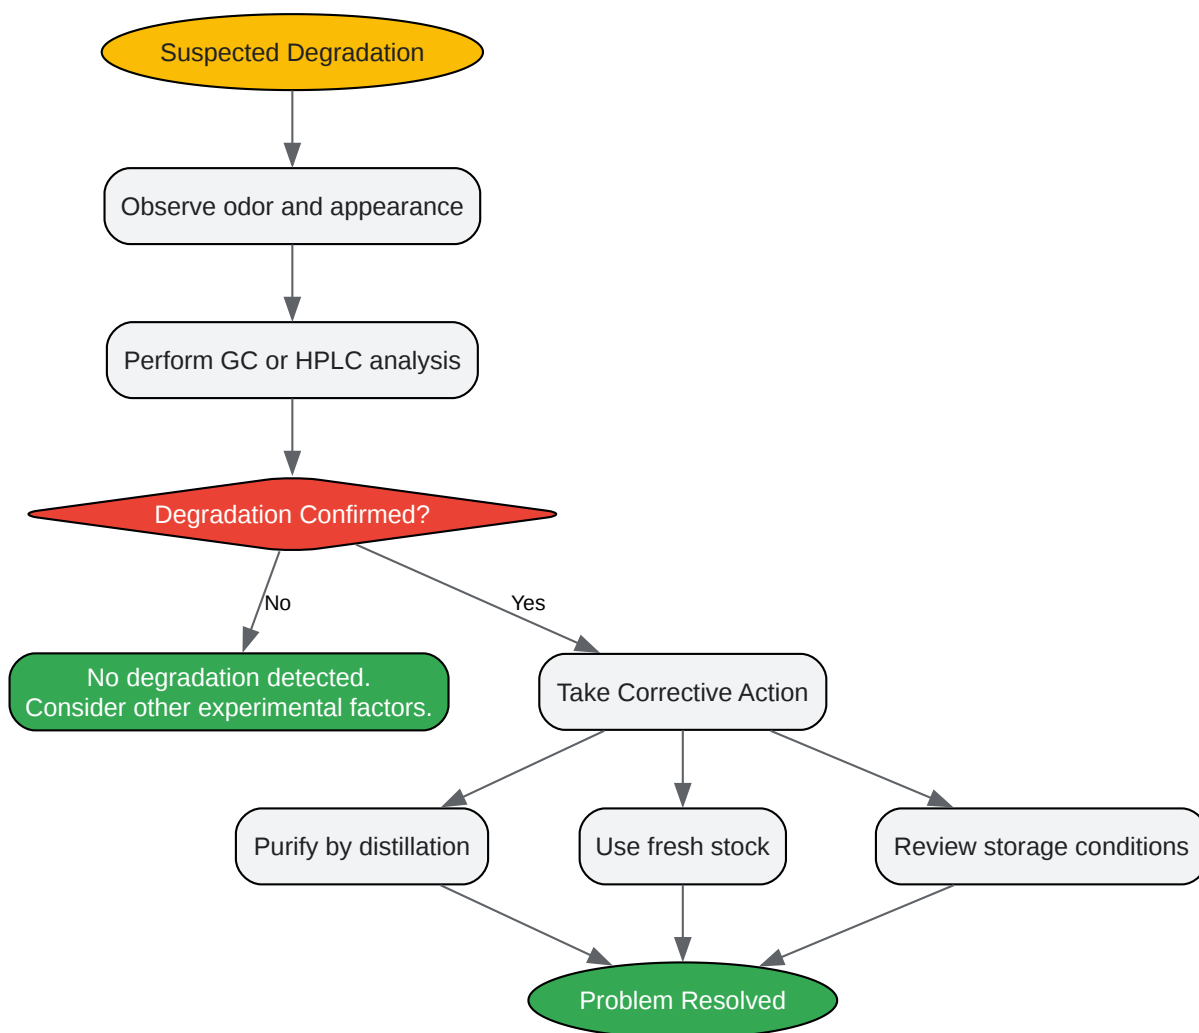 Suspected Degradation
Observe odor and appearance
Perform GC or HPLC analysis
Degradation Confirmed?
No
Yes
No degradation detected.
Consider other experimental factors.
Take Corrective Action
Purify by distillation
Use fresh stock
Review storage conditions
Problem Resolved